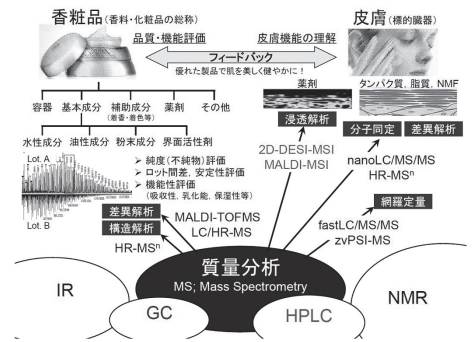 香粧品(香料・化粧品の総称)
品質・機能評価
皮膚機能の理解
皮膚(標的臓器)
フィードバック
優れた製品で肌を美しく健やかに!
容器 基本成分 補助成分 薬剤 その他
(着香・着色等)
水性成分 油性成分 粉末成分 界面活性剤
薬剤
タンパク質, 脂質, NMF
浸透解析
分子同定
差異解析
Lot. A
Lot. B
➢ 純度(不純物)評価
➢ ロット間差, 安定性評価
➢ 機能性評価
(吸収性, 乳化能, 保湿性等)
2D-DESI-MSI
MALDI-MSI
nanoLC/MS/MS
HR-MSⁿ
網羅定量
差異解析
構造解析
MALDI-TOFMS
LC/HR-MS
HR-MSⁿ
fastLC/MS/MS
zvPSI-MS
質量分析
MS; Mass Spectrometry
IR
GC
HPLC
NMR